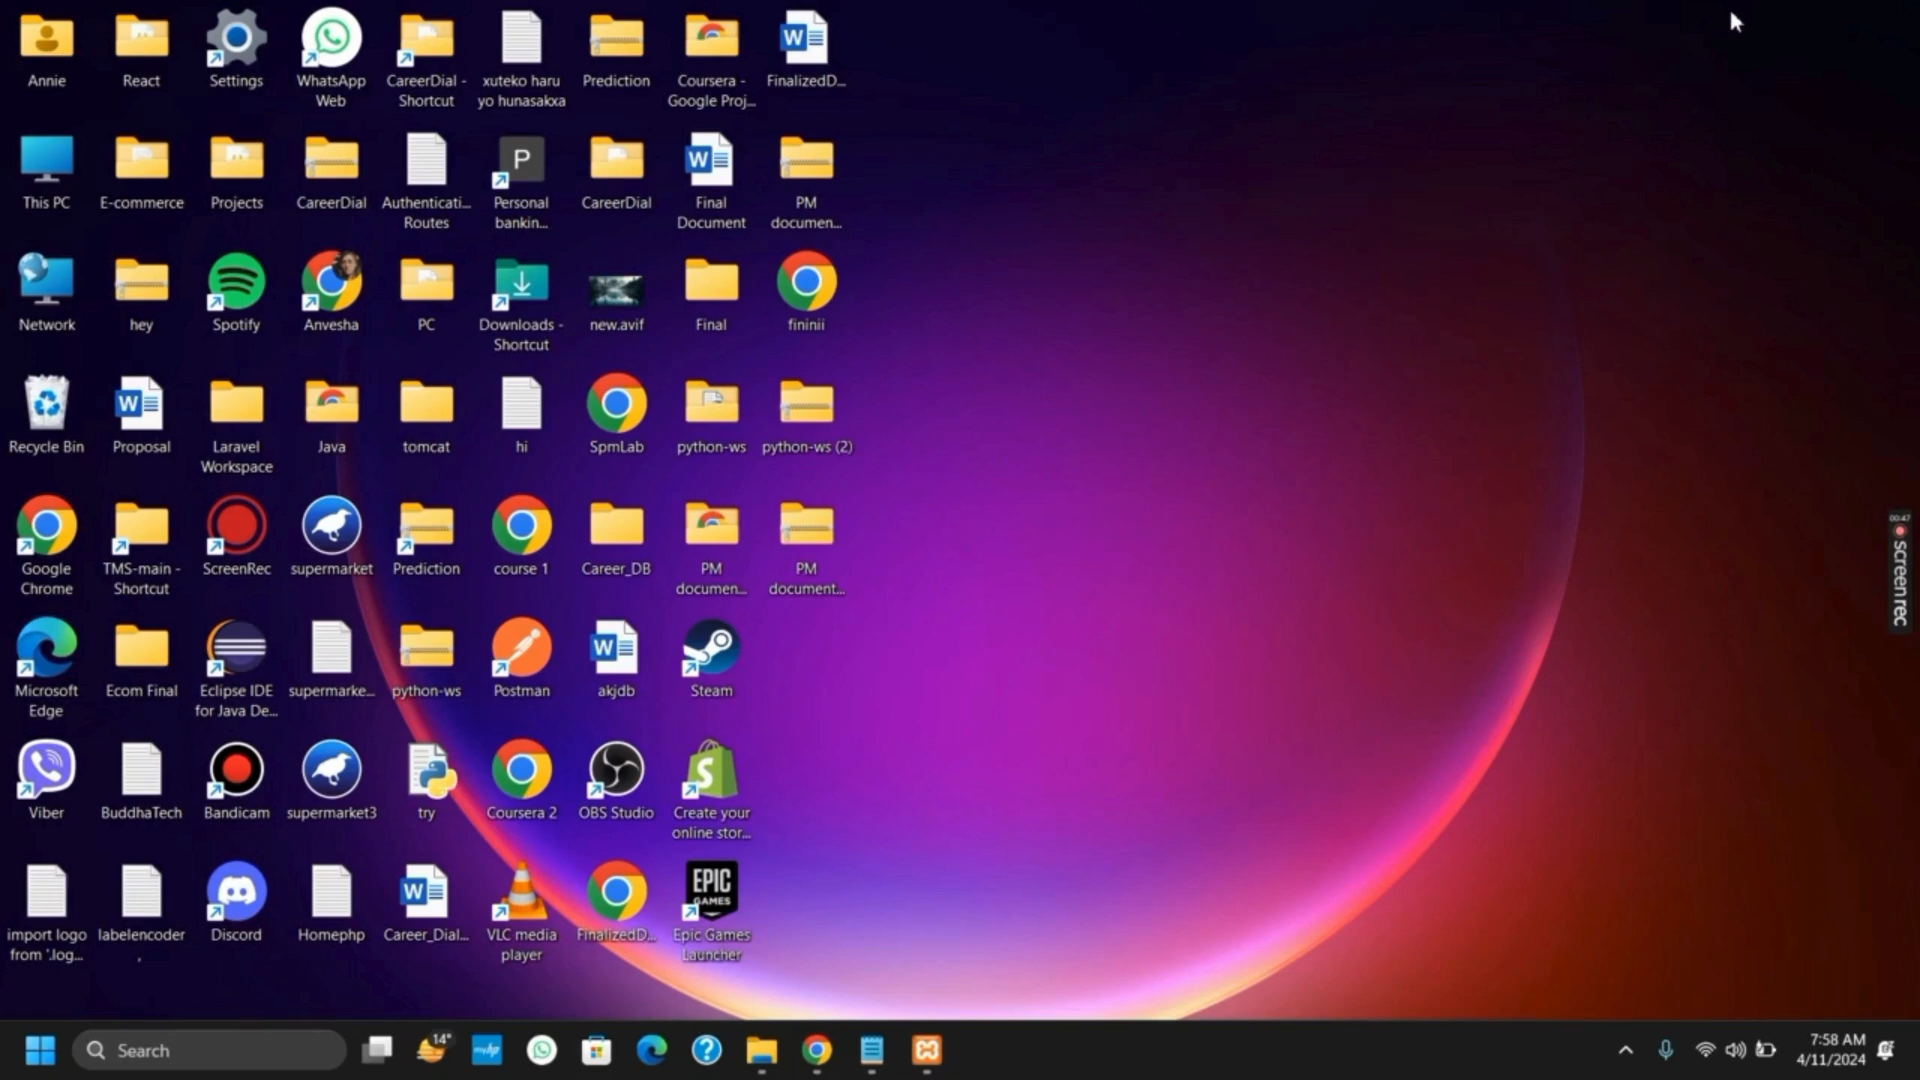 Annie
React
Settings
WhatsApp
Web
CareerDial -
Shortcut
xuteko haru
yo hunasakxa
Prediction
Coursera -
Google Proj...
FinalizedD...
This PC
E-commerce
Projects
CareerDial
Authenticati...
Routes
P
Personal
bankin...
CareerDial
Final
Document
PM
documen...
Network
hey
Spotify
Anvesha
PC
Downloads -
Shortcut
new.avif
Final
fininii
Recycle Bin
Proposal
Laravel
Workspace
Java
tomcat
hi
SpmLab
python-ws
python-ws (2)
Google
Chrome
TMS-main -
Shortcut
ScreenRec
supermarket
Prediction
course 1
Career_DB
PM
documen...
PM
document...
Microsoft
Edge
Ecom Final
Eclipse IDE
for Java De...
supermarke...
python-ws
Postman
akjdb
Steam
Viber
BuddhaTech
Bandicam
supermarket3
try
Coursera 2
OBS Studio
Create your
online stor...
import logo
from '.log...
labelencoder
,
Discord
Homephp
Career_Dial...
VLC media
player
FinalizedD...
EPIC
GAMES
Epic Games
Launcher
00:47
screenrec
Search
14°
myhp
7:58 AM
4/11/2024